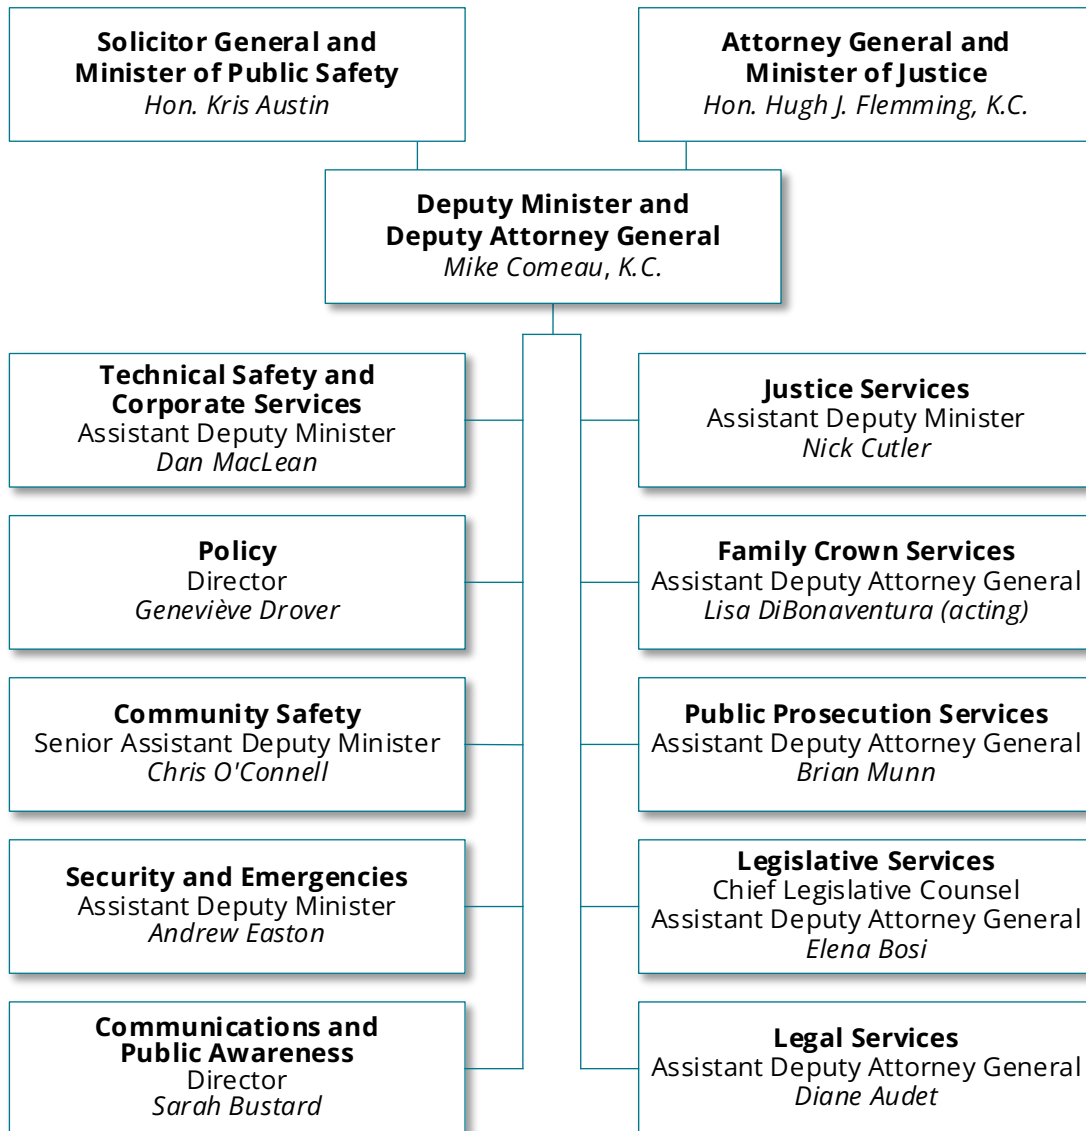 Solicitor General and
Minister of Public Safety
Hon. Kris Austin
Attorney General and
Minister of Justice
Hon. Hugh J. Flemming, K.C.
Deputy Minister and
Deputy Attorney General
Mike Comeau, K.C.
Technical Safety and
Corporate Services
Assistant Deputy Minister
Dan MacLean
Justice Services
Assistant Deputy Minister
Nick Cutler
Policy
Director
Geneviève Drover
Family Crown Services
Assistant Deputy Attorney General
Lisa DiBonaventura (acting)
Community Safety
Senior Assistant Deputy Minister
Chris O'Connell
Public Prosecution Services
Assistant Deputy Attorney General
Brian Munn
Security and Emergencies
Assistant Deputy Minister
Andrew Easton
Legislative Services
Chief Legislative Counsel
Assistant Deputy Attorney General
Elena Bosi
Communications and
Public Awareness
Director
Sarah Bustard
Legal Services
Assistant Deputy Attorney General
Diane Audet